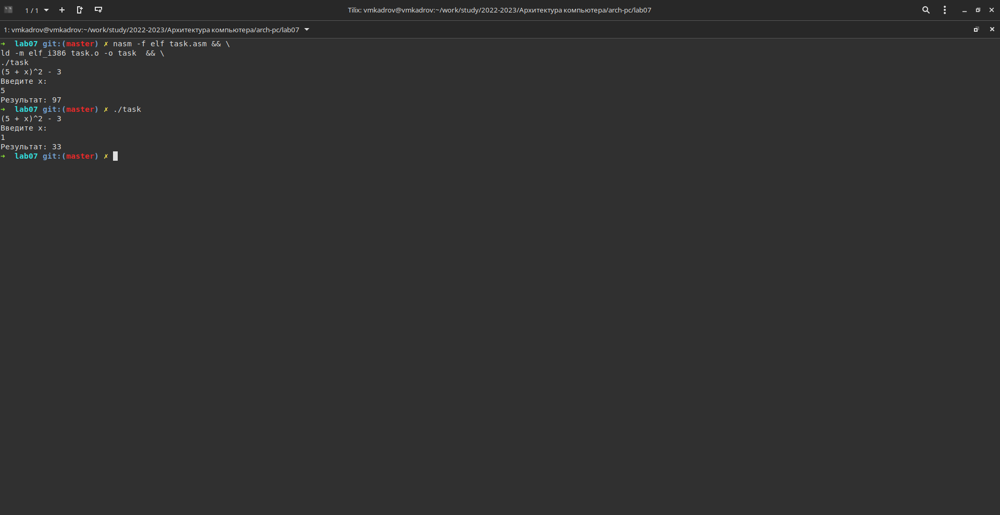 1 / 1
Tilix: vmkadrov@vmkadrov:~/work/study/2022-2023/Архитектура компьютера/arch-pc/lab07
1: vmkadrov@vmkadrov:~/work/study/2022-2023/Архитектура компьютера/arch-pc/lab07
➜  lab07 git:(master) ✗ nasm -f elf task.asm && \
ld -m elf_i386 task.o -o task  && \
./task
(5 + x)^2 - 3
Введите x:
5
Результат: 97
➜  lab07 git:(master) ✗ ./task
(5 + x)^2 - 3
Введите x:
1
Результат: 33
➜  lab07 git:(master) ✗